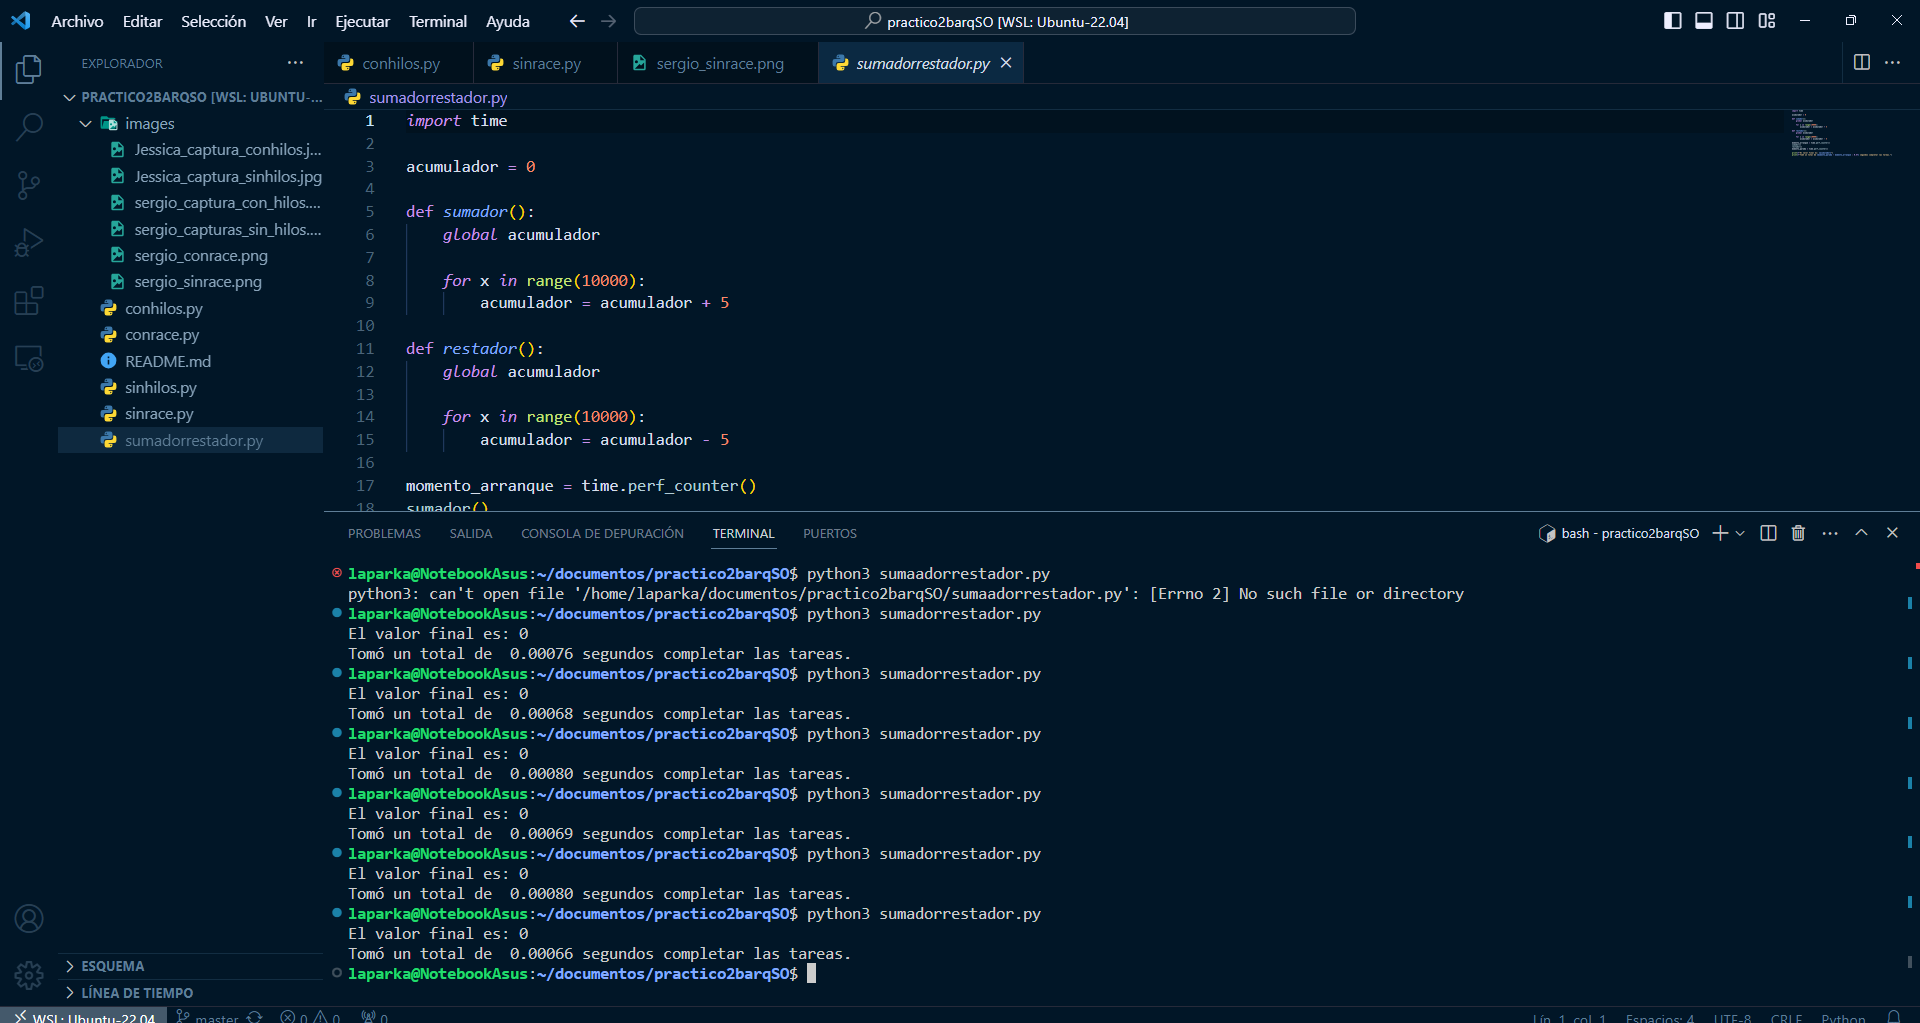 Archivo Editar Selección Ver Ir Ejecutar Terminal Ayuda
practico2barqSO [WSL: Ubuntu-22.04]
EXPLORADOR
PRACTICO2BARQSO [WSL: UBUNTU-...
images
Jessica_captura_conhilos.j...
Jessica_captura_sinhilos.jpg
sergio_captura_con_hilos....
sergio_capturas_sin_hilos....
sergio_conrace.png
sergio_sinrace.png
conhilos.py
conrace.py
README.md
sinhilos.py
sinrace.py
sumadorrestador.py
ESQUEMA
LÍNEA DE TIEMPO
conhilos.py sinrace.py sergio_sinrace.png sumadorrestador.py
sumadorrestador.py
1 import time
2
3 acumulador = 0
4
5 def sumador():
6 global acumulador
7
8 for x in range(10000):
9 acumulador = acumulador + 5
10
11 def restador():
12 global acumulador
13
14 for x in range(10000):
15 acumulador = acumulador - 5
16
17 momento_arranque = time.perf_counter()
18 sumador()
PROBLEMAS SALIDA CONSOLA DE DEPURACIÓN TERMINAL PUERTOS
bash - practico2barqSO
laparka@NotebookAsus:~/documentos/practico2barqSO$ python3 sumaadorrestador.py
python3: can't open file '/home/laparka/documentos/practico2barqSO/sumaadorrestador.py': [Errno 2] No such file or directory
laparka@NotebookAsus:~/documentos/practico2barqSO$ python3 sumadorrestador.py
El valor final es: 0
Tomó un total de  0.00076 segundos completar las tareas.
laparka@NotebookAsus:~/documentos/practico2barqSO$ python3 sumadorrestador.py
El valor final es: 0
Tomó un total de  0.00068 segundos completar las tareas.
laparka@NotebookAsus:~/documentos/practico2barqSO$ python3 sumadorrestador.py
El valor final es: 0
Tomó un total de  0.00080 segundos completar las tareas.
laparka@NotebookAsus:~/documentos/practico2barqSO$ python3 sumadorrestador.py
El valor final es: 0
Tomó un total de  0.00069 segundos completar las tareas.
laparka@NotebookAsus:~/documentos/practico2barqSO$ python3 sumadorrestador.py
El valor final es: 0
Tomó un total de  0.00080 segundos completar las tareas.
laparka@NotebookAsus:~/documentos/practico2barqSO$ python3 sumadorrestador.py
El valor final es: 0
Tomó un total de  0.00066 segundos completar las tareas.
laparka@NotebookAsus:~/documentos/practico2barqSO$
WSL: Ubuntu-22.04 master 0 0 0 Lín. 1, col. 1 Espacios: 4 UTF-8 CRLF Python